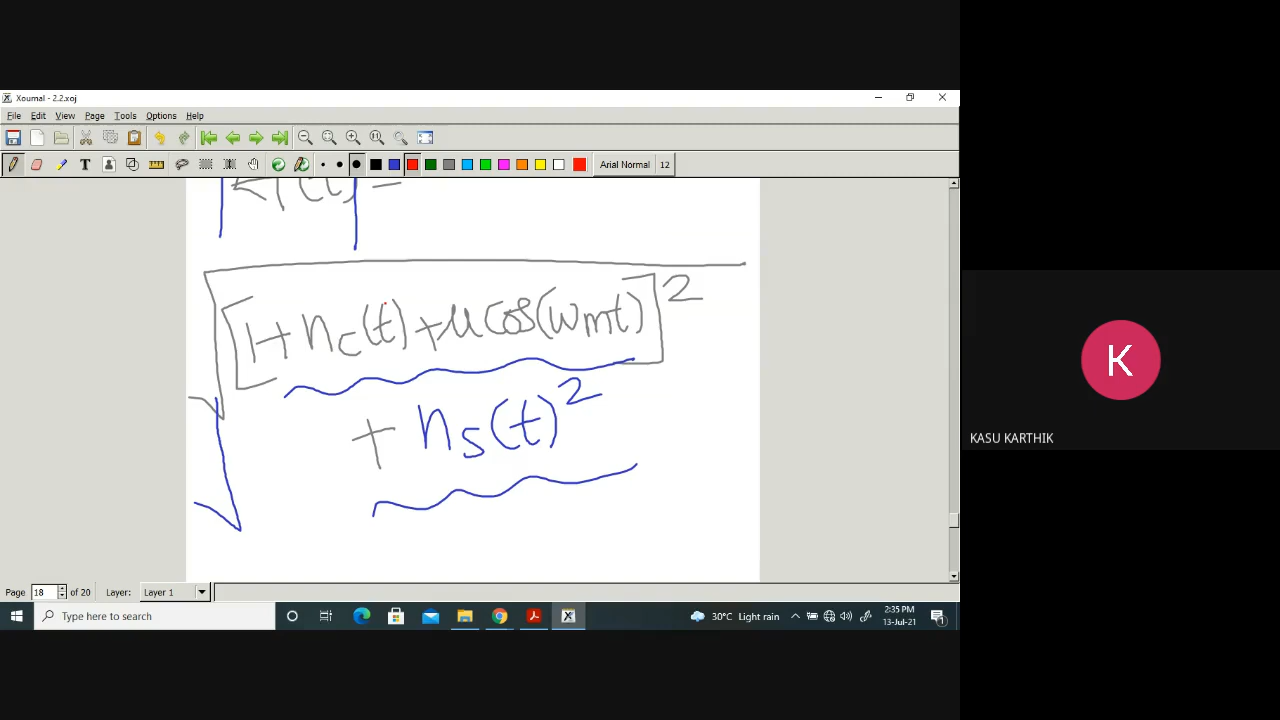 Xournal - 2.2.xoj
File Edit View Page Tools Options Help
T Arial Normal 12
(t) =
√[1 + nc(t) + μ cos(ωmt)]²
+ ns(t)²
K
KASU KARTHIK
Page 18 of 20 Layer: Layer 1
Type here to search 30°C Light rain 2:35 PM
13-Jul-21 1